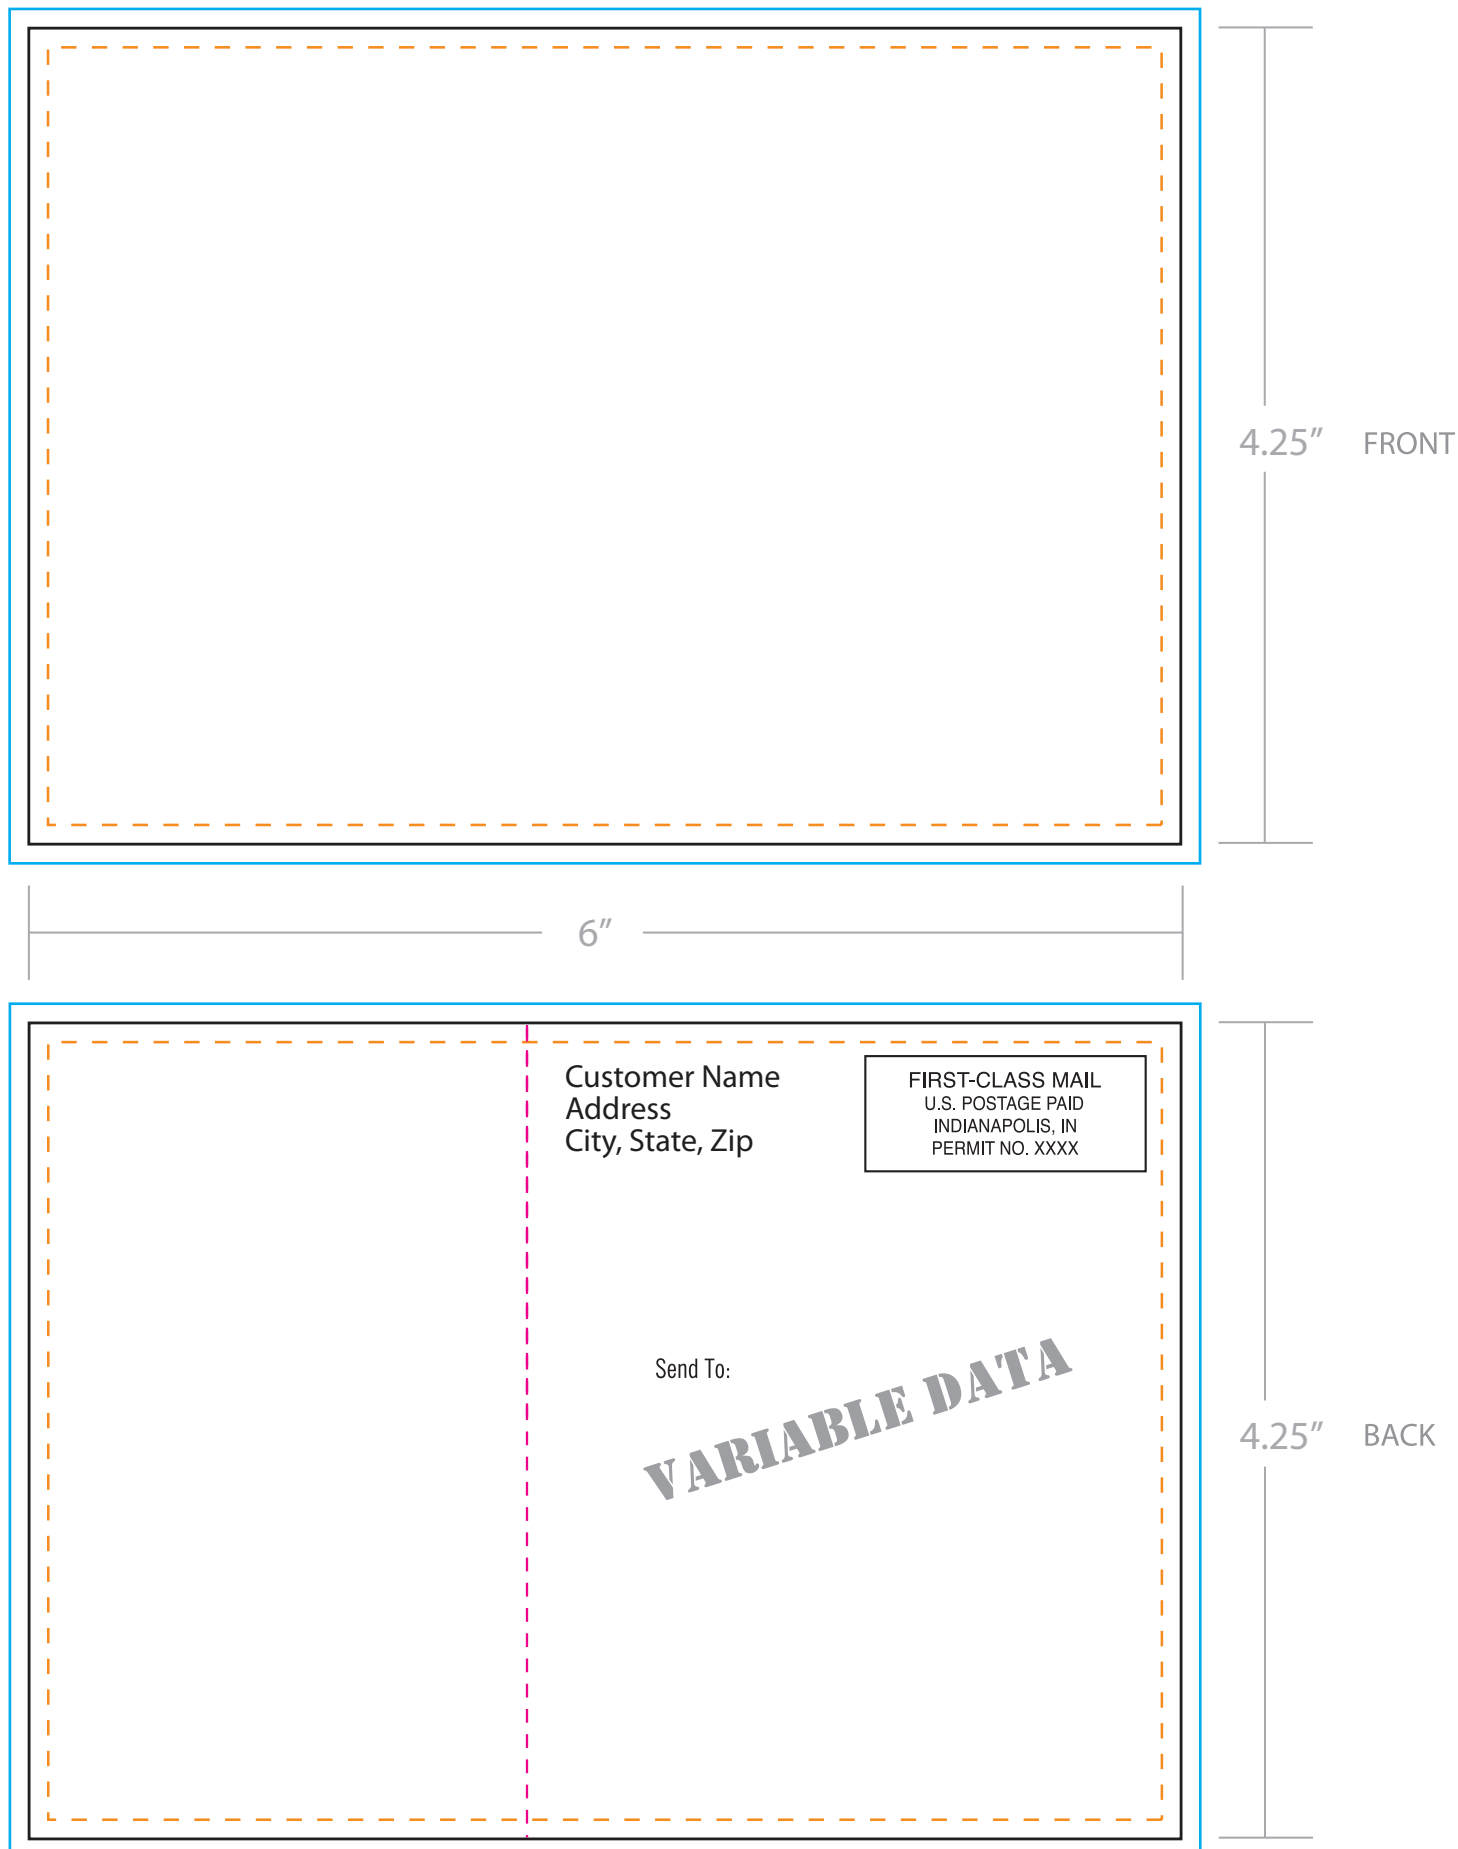 4.25"
FRONT
6"
Customer Name
Address
City, State, Zip
FIRST-CLASS MAIL
U.S. POSTAGE PAID
INDIANAPOLIS, IN
PERMIT NO. XXXX
Send To:
VARIABLE DATA
4.25"
BACK